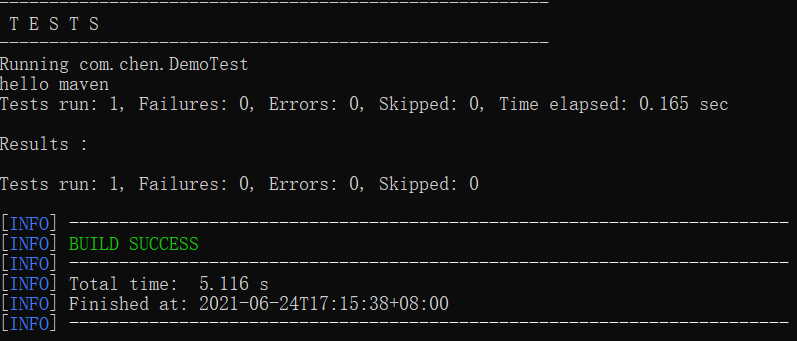 -------------------------------------------------------
 T E S T S
-------------------------------------------------------
Running com.chen.DemoTest
hello maven
Tests run: 1, Failures: 0, Errors: 0, Skipped: 0, Time elapsed: 0.165 sec
Results :
Tests run: 1, Failures: 0, Errors: 0, Skipped: 0
[INFO] ------------------------------------------------------------------------
[INFO] BUILD SUCCESS
[INFO] ------------------------------------------------------------------------
[INFO] Total time:  5.116 s
[INFO] Finished at: 2021-06-24T17:15:38+08:00
[INFO] ------------------------------------------------------------------------